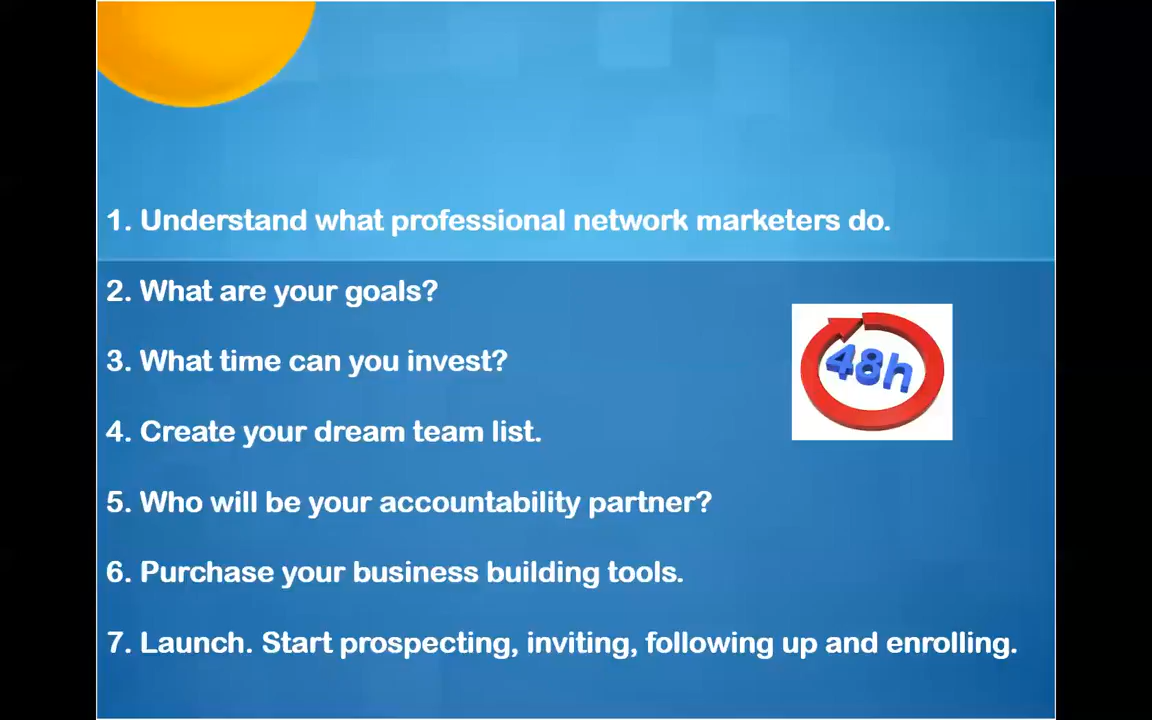 1. Understand what professional network marketers do.
2. What are your goals?
3. What time can you invest?
48h
4. Create your dream team list.
5. Who will be your accountability partner?
6. Purchase your business building tools.
7. Launch. Start prospecting, inviting, following up and enrolling.